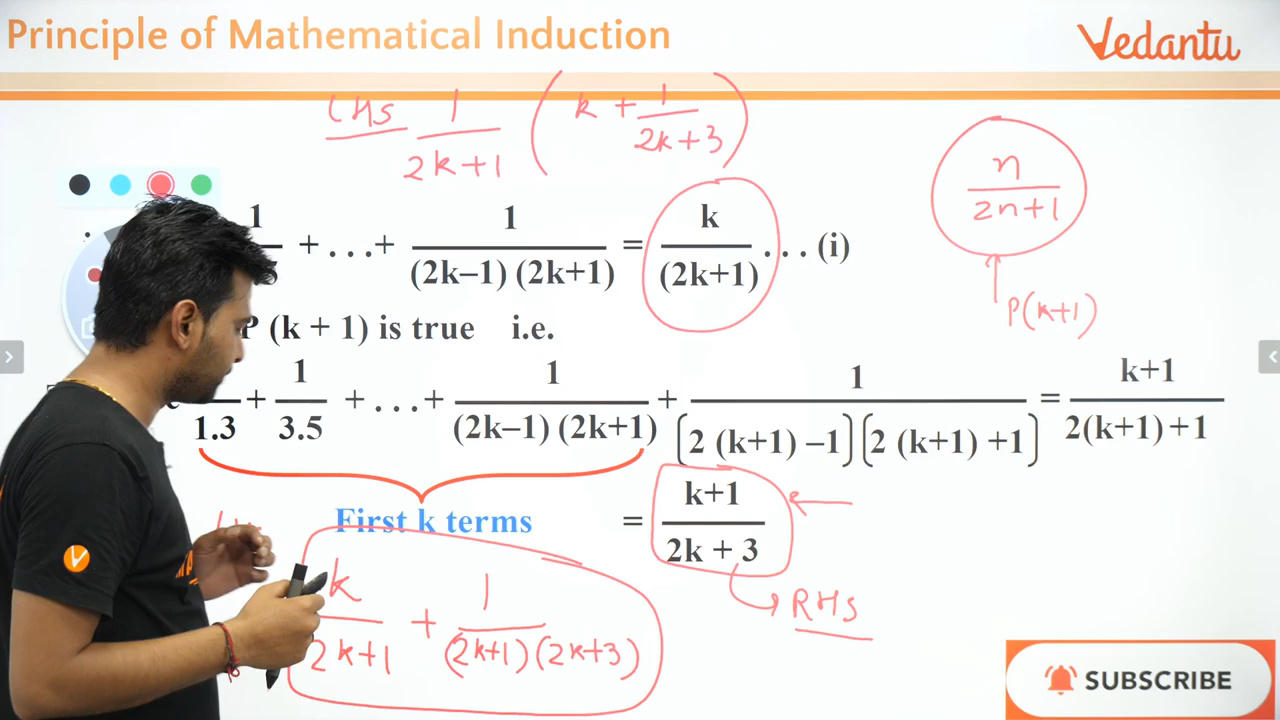 Principle of Mathematical Induction
Vedantu
LHS 1/(2k+1) (k + 1/(2k+3))
n/(2n+1)
1 + . . . + 1/((2k–1) (2k+1)) = k/(2k+1) . . . (i)
P(k+1)
P (k + 1) is true i.e.
1/1.3 + 1/3.5 + . . . + 1/((2k–1) (2k+1)) + 1/([2 (k+1) –1][2 (k+1) +1]) = (k+1)/(2(k+1)+1)
First k terms = (k+1)/(2k + 3)
k/(2k+1) + 1/((2k+1)(2k+3))
RHS
SUBSCRIBE